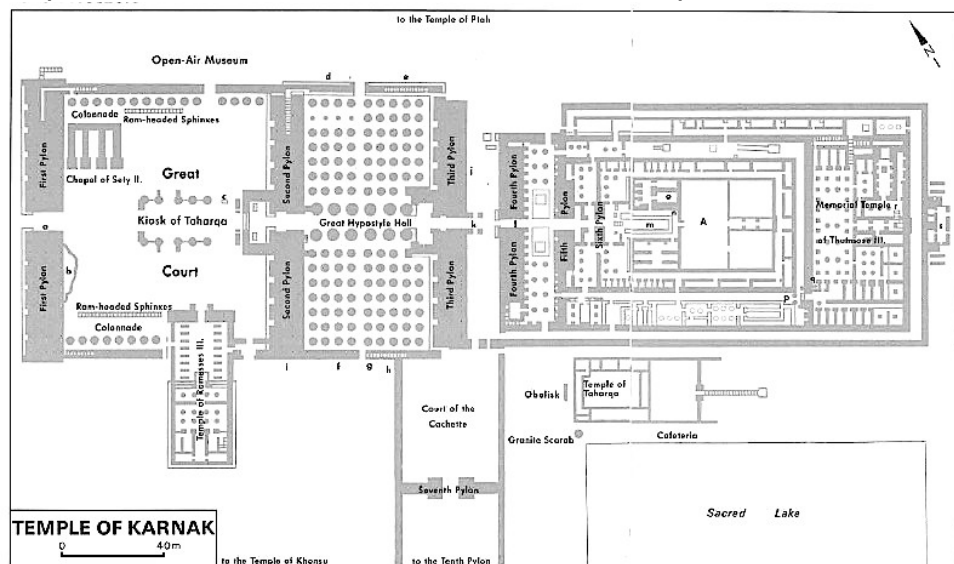 to the Temple of Ptah
N
Open-Air Museum
d
e
Colonnade
Ram-headed Sphinxes
First Pylon
Chapel of Sety II.
Great
c
Kiosk of Taharqa
a
Court
b
First Pylon
Ram-headed Sphinxes
Colonnade
Temple of Ramesses III.
Second Pylon
Second Pylon
Great Hypostyle Hall
Third Pylon
Third Pylon
i
f
g
h
k
l
Fourth Pylon
Fourth Pylon
Pylon
Fifth
Sixth Pylon
o
n
m
A
Memorial Temple
of Thutmose III.
r
s
q
p
Court of the
Cachette
Seventh Pylon
Obelisk
Temple of
Taharqa
Granite Scarab
Cafeteria
Sacred Lake
TEMPLE OF KARNAK
0 40m
to the Temple of Khonsu
to the Tenth Pylon